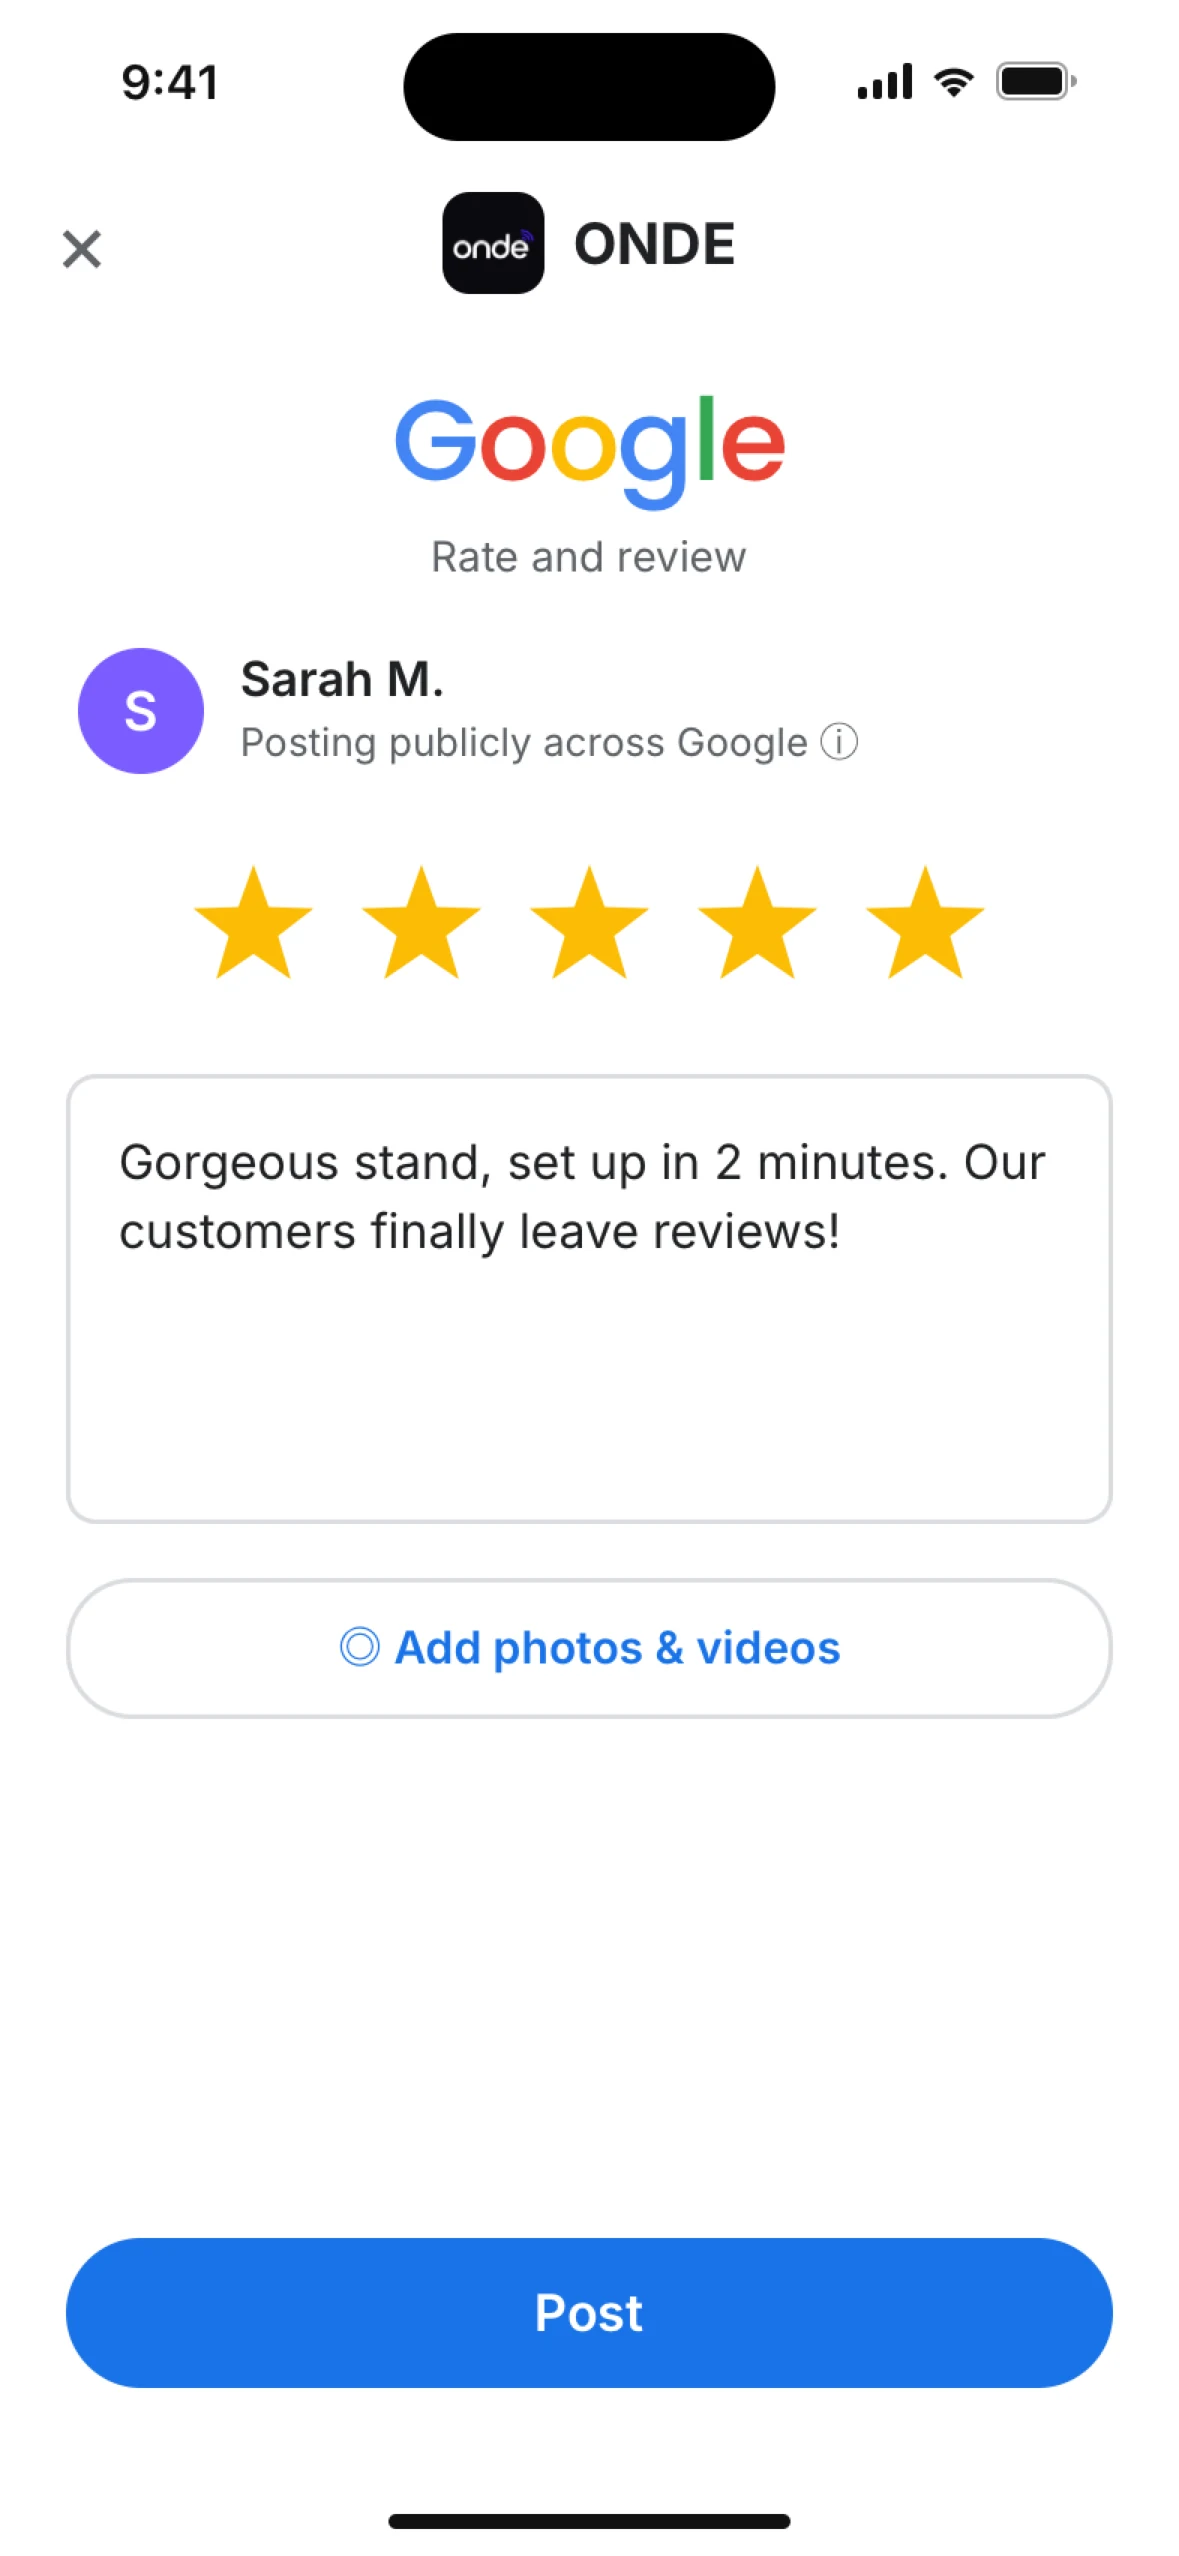 9:41
onde
ONDE
Google
Rate and review
S
Sarah M.
Posting publicly across Google ⓘ
Gorgeous stand, set up in 2 minutes. Our
customers finally leave reviews!
Add photos & videos
Post